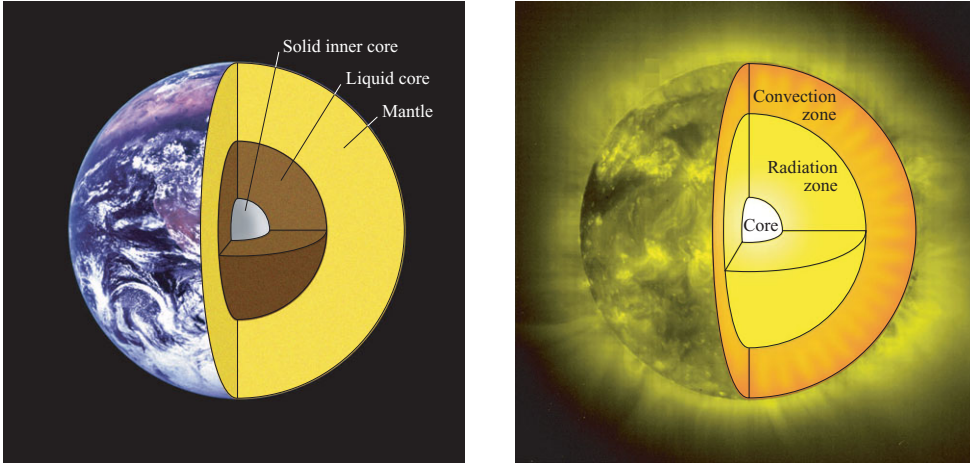 Solid inner core
Liquid core
Mantle
Convection
zone
Radiation
zone
Core